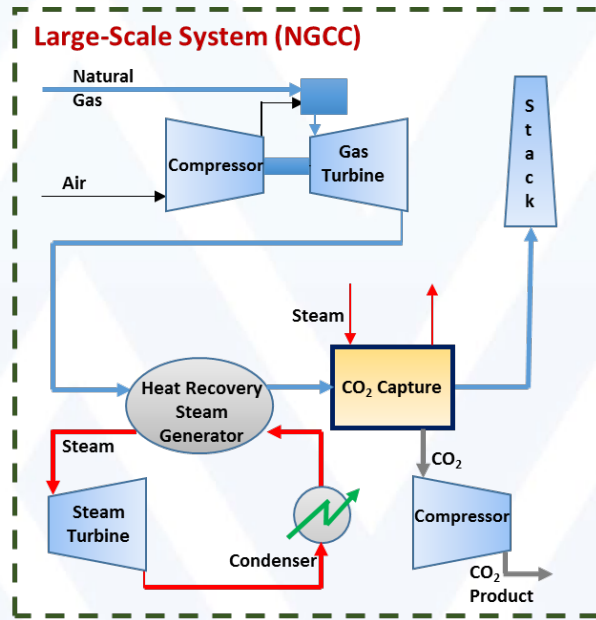 Large-Scale System (NGCC)
Natural
Gas
Compressor
Gas
Turbine
Air
S
t
a
c
k
Steam
Heat Recovery
Steam
Generator
CO₂ Capture
Steam
CO₂
Steam
Turbine
Compressor
Condenser
CO₂
Product